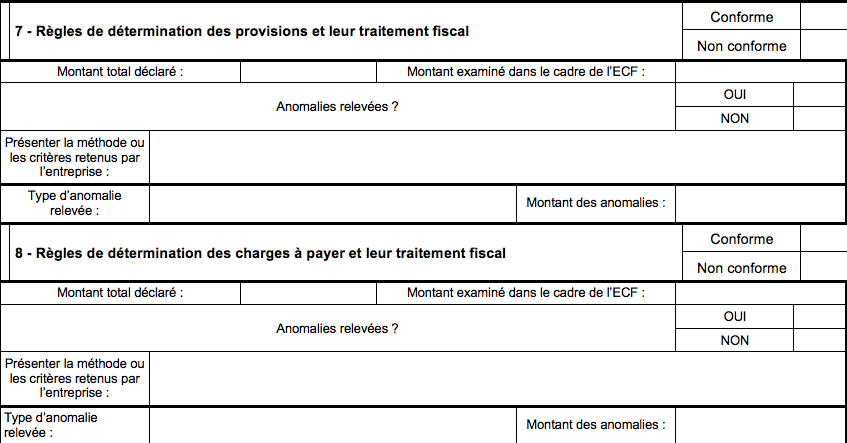 7 - Règles de détermination des provisions et leur traitement fiscal
Conforme
Non conforme
Montant total déclaré :
Montant examiné dans le cadre de l’ECF :
Anomalies relevées ?
OUI
NON
Présenter la méthode ou
les critères retenus par
l’entreprise :
Type d’anomalie
relevée :
Montant des anomalies :
8 - Règles de détermination des charges à payer et leur traitement fiscal
Conforme
Non conforme
Montant total déclaré :
Montant examiné dans le cadre de l’ECF :
Anomalies relevées ?
OUI
NON
Présenter la méthode ou
les critères retenus par
l’entreprise :
Type d’anomalie
relevée :
Montant des anomalies :